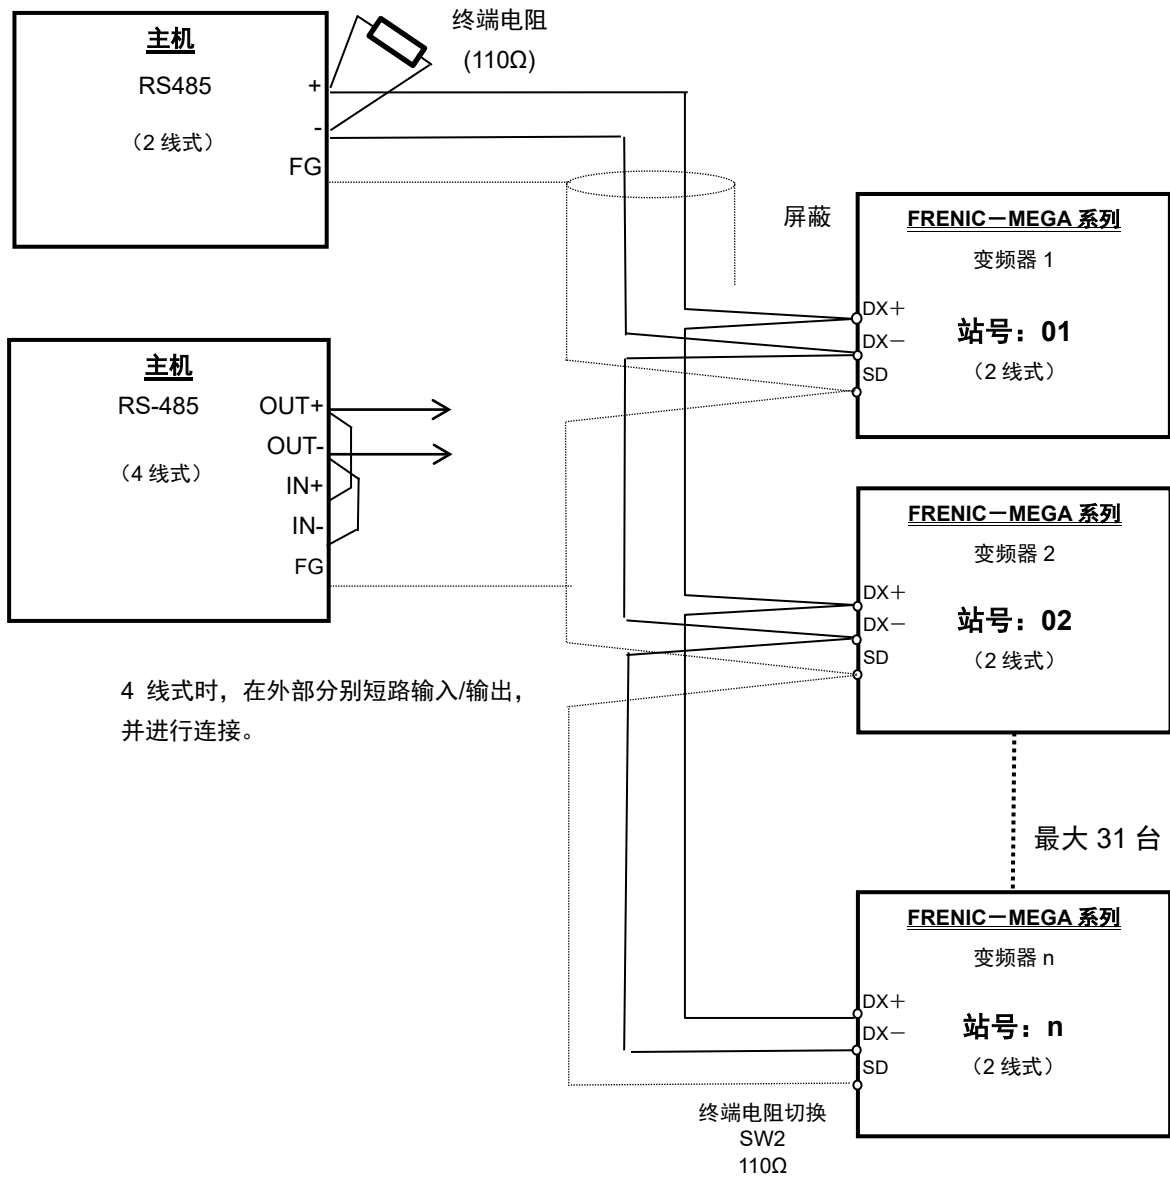 主机
RS485
（2 线式）
+
-
FG
终端电阻
(110Ω)
屏蔽
FRENIC－MEGA 系列
变频器 1
DX＋
DX－
SD
站号：01
（2 线式）
主机
RS-485
（4 线式）
OUT+
OUT-
IN+
IN-
FG
4 线式时，在外部分别短路输入/输出，
并进行连接。
FRENIC－MEGA 系列
变频器 2
DX＋
DX－
SD
站号：02
（2 线式）
最大 31 台
FRENIC－MEGA 系列
变频器 n
DX＋
DX－
SD
站号：n
（2 线式）
终端电阻切换
SW2
110Ω